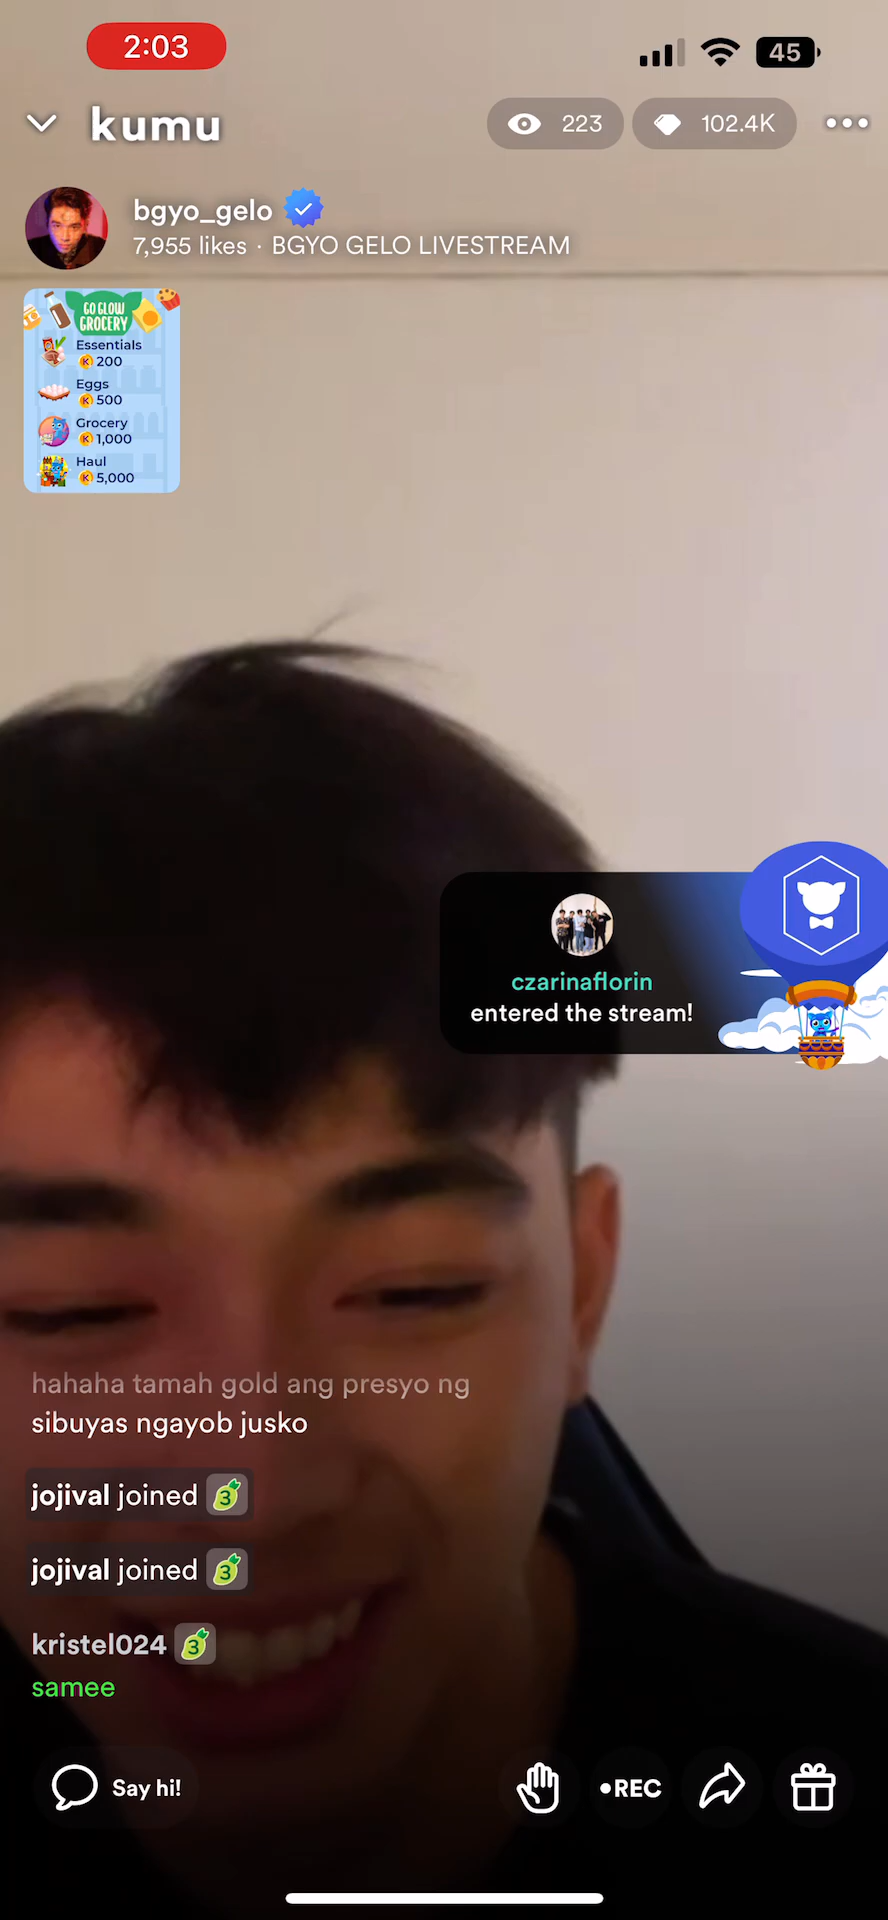 2:03
45
kumu
223
102.4K
bgyo_gelo
7,955 likes · BGYO GELO LIVESTREAM
GO GLOW
GROCERY
Essentials
K 200
Eggs
K 500
Grocery
K 1,000
Haul
K 5,000
czarinaflorin
entered the stream!
hahaha tamah gold ang presyo ng
sibuyas ngayob jusko
jojival joined 3
jojival joined 3
kristel024 3
samee
Say hi!
•REC